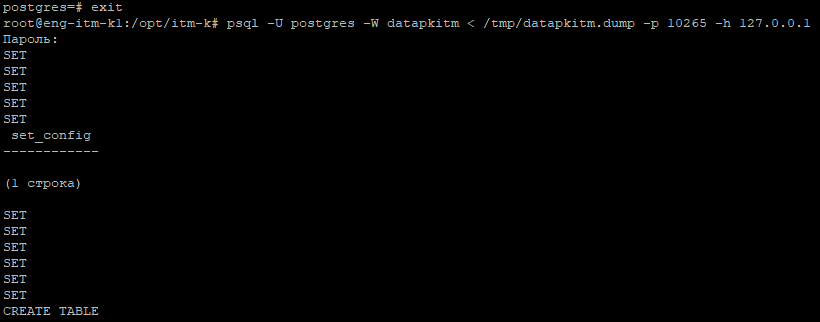 postgres=# exit
root@eng-itm-k1:/opt/itm-k# psql -U postgres -W datapkitm < /tmp/datapkitm.dump -p 10265 -h 127.0.0.1
Пароль:
SET
SET
SET
SET
SET
 set_config
------------

(1 строка)

SET
SET
SET
SET
SET
SET
CREATE TABLE